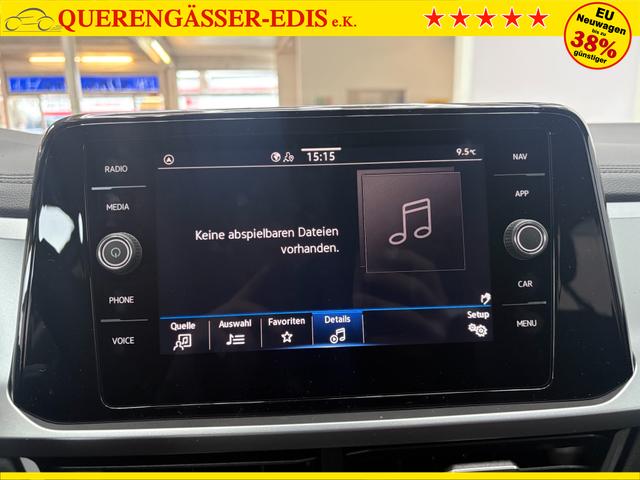 QUERENGÄSSER-EDIS e.K.
EU
Neuwagen
bis zu
38%
günstiger
RADIO
MEDIA
PHONE
VOICE
15:15
9.5°C
Keine abspielbaren Dateien
vorhanden.
Quelle
Auswahl
Favoriten
Details
Setup
NAV
APP
CAR
MENU